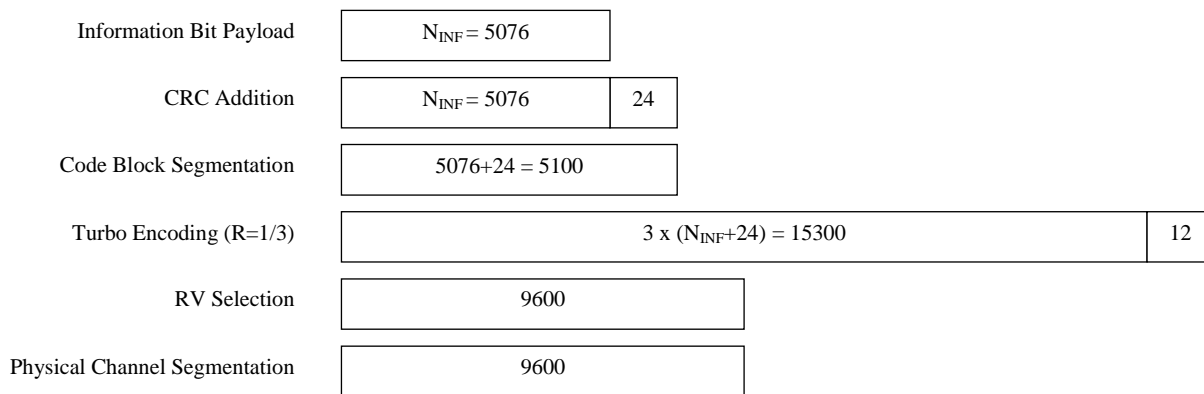 Information Bit Payload N_INF = 5076
CRC Addition N_INF = 5076 24
Code Block Segmentation 5076+24 = 5100
Turbo Encoding (R=1/3) 3 x (N_INF+24) = 15300 12
RV Selection 9600
Physical Channel Segmentation 9600